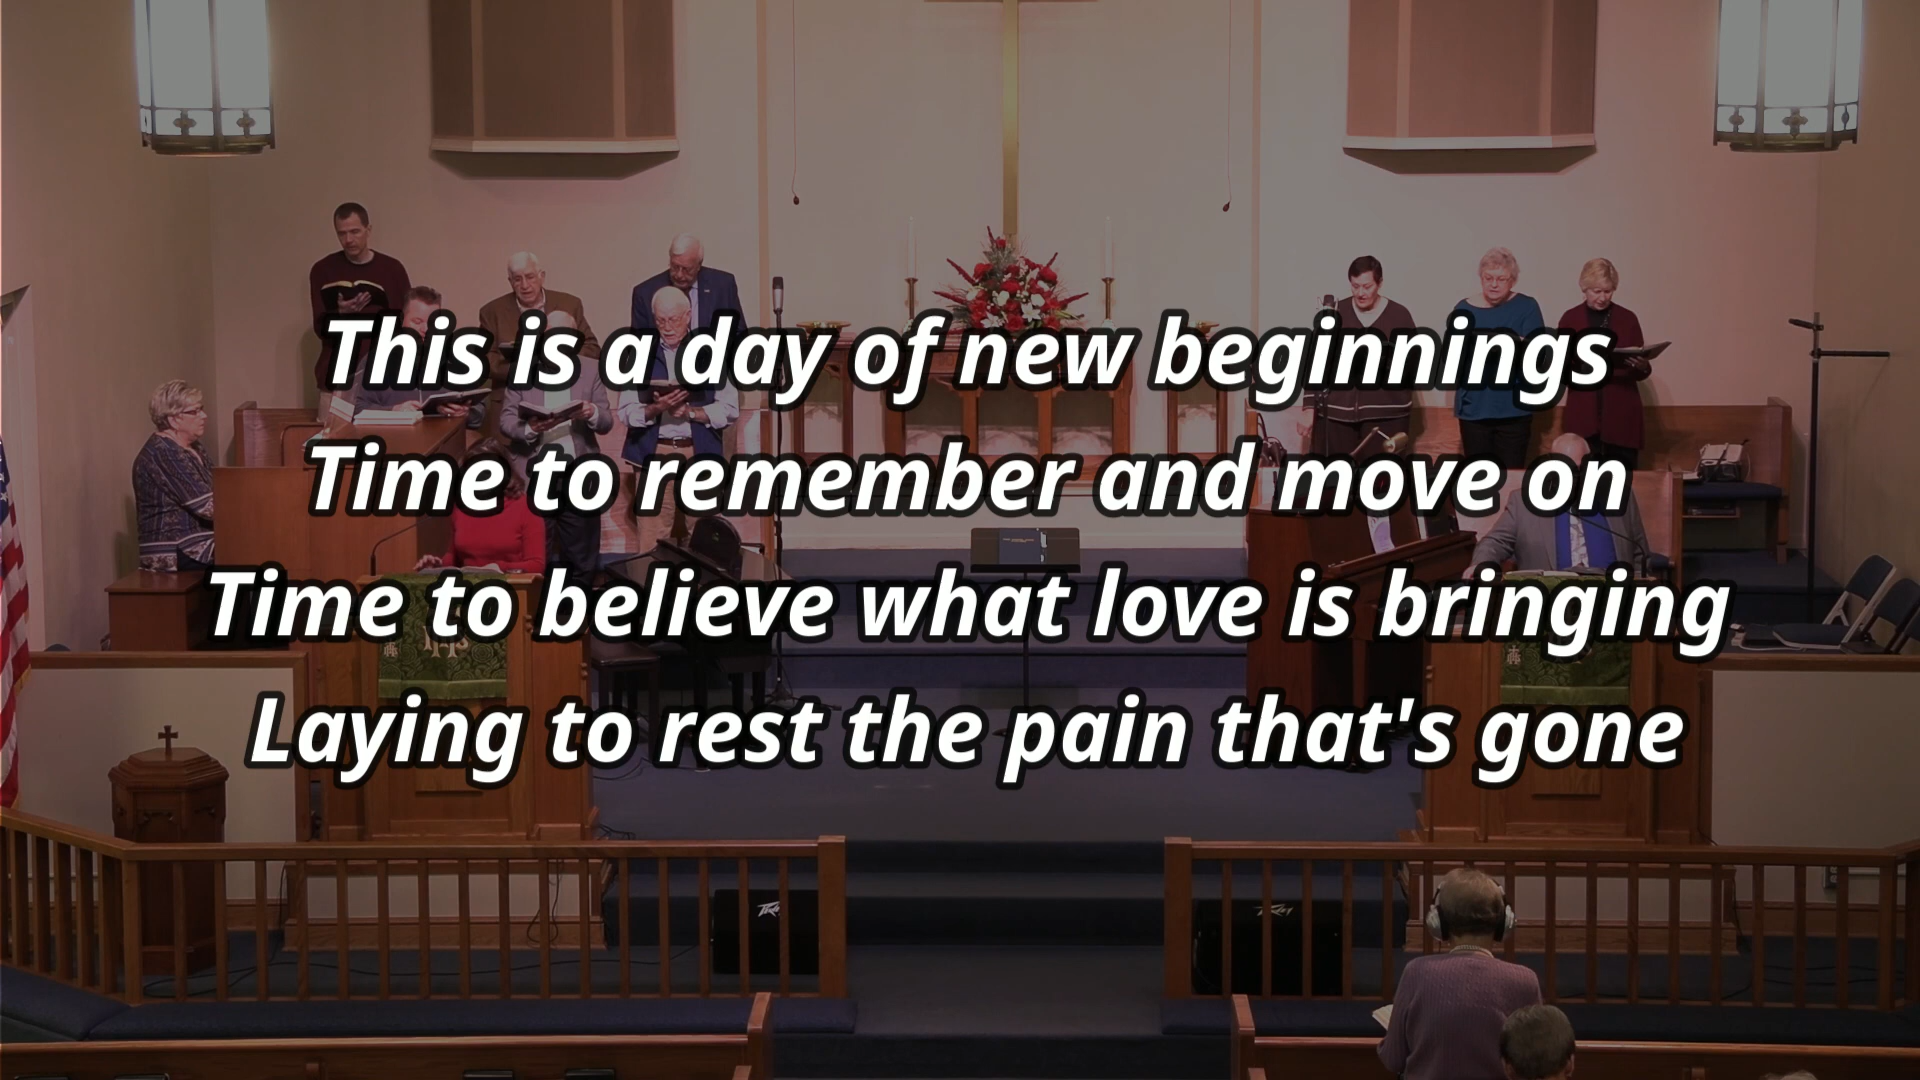 This is a day of new beginnings
Time to remember and move on
Time to believe what love is bringing
Laying to rest the pain that's gone